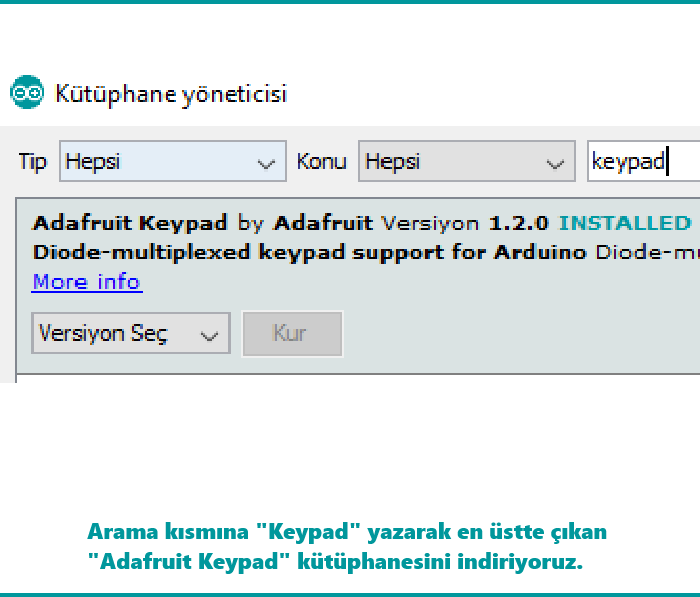 Kütüphane yöneticisi
Tip Hepsi Konu Hepsi keypad
Adafruit Keypad by Adafruit Versiyon 1.2.0 INSTALLED
Diode-multiplexed keypad support for Arduino
More info
Versiyon Seç Kur
Arama kısmına "Keypad" yazarak en üstte çıkan
"Adafruit Keypad" kütüphanesini indiriyoruz.